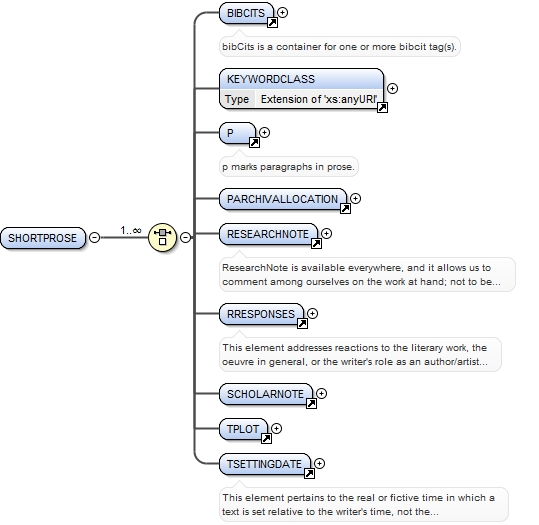 BIBCITS
bibCits is a container for one or more bibcit tag(s).
KEYWORDCLASS
Type Extension of 'xs:anyURI'
P
p marks paragraphs in prose.
PARCHIVALLOCATION
SHORTPROSE
1..∞
RESEARCHNOTE
ResearchNote is available everywhere, and it allows us to
comment among ourselves on the work at hand; not to be...
RRESPONSES
This element addresses reactions to the literary work, the
oeuvre in general, or the writer's role as an author/artist...
SCHOLARNOTE
TPLOT
TSETTINGDATE
This element pertains to the real or fictive time in which a
text is set relative to the writer's time, not the...